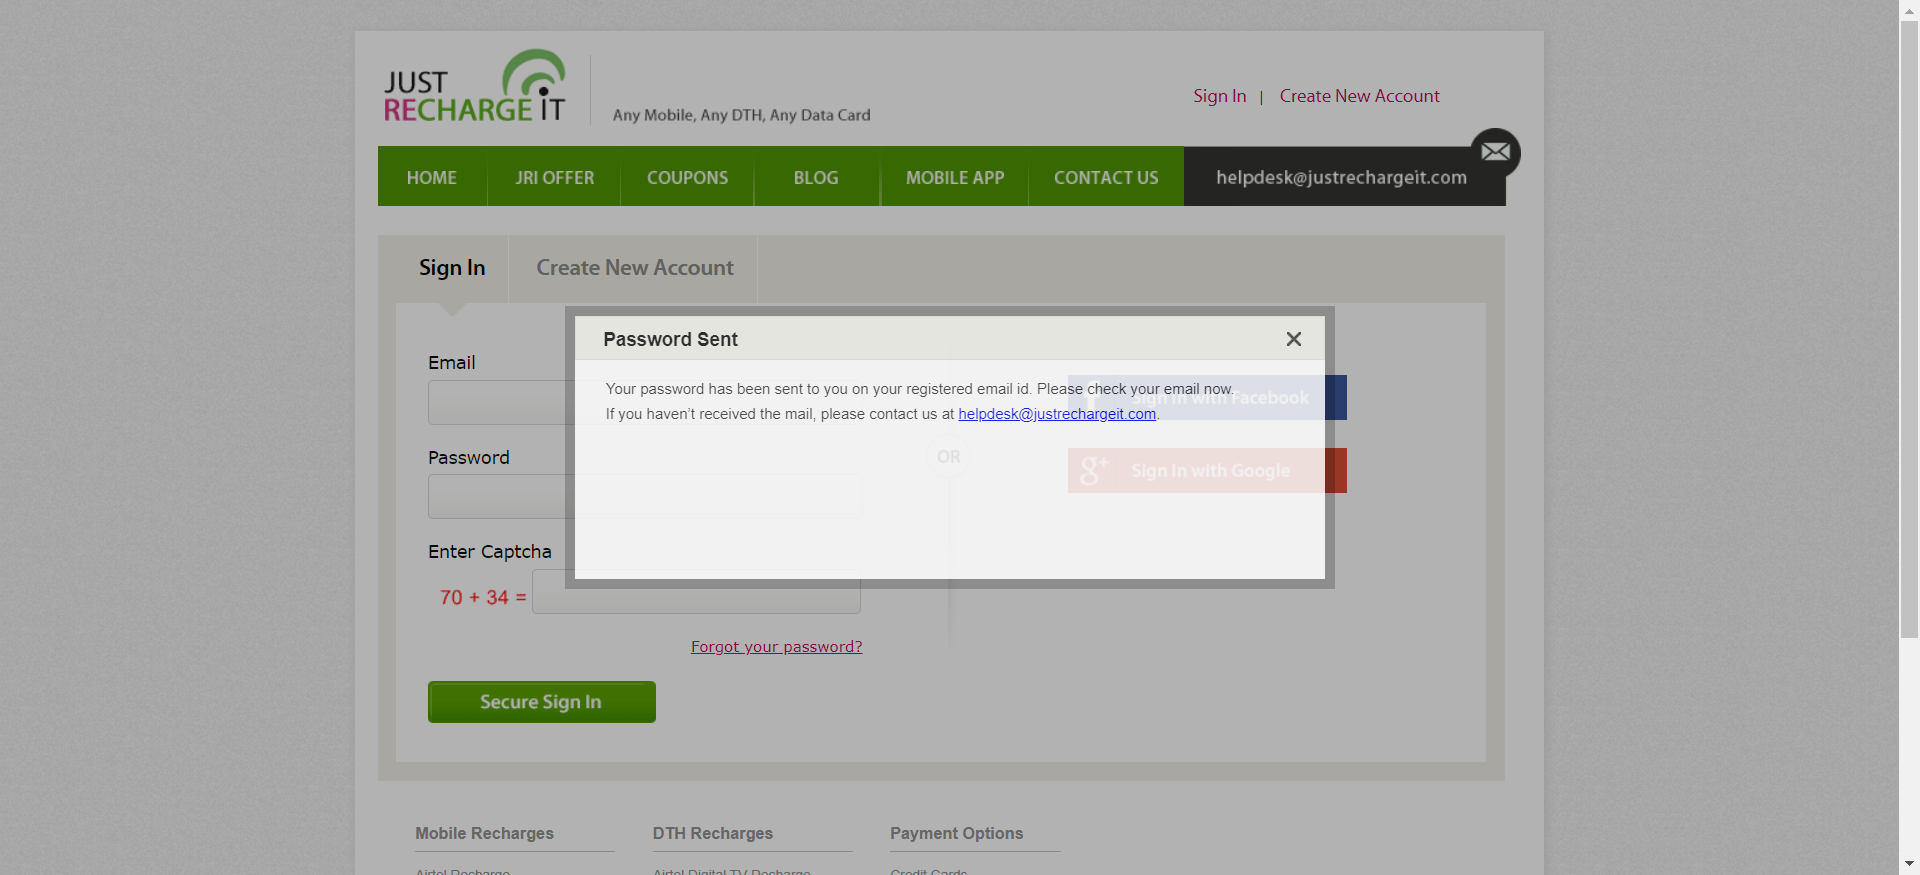 JUST
RECHARGE IT
Any Mobile, Any DTH, Any Data Card
Sign In | Create New Account
HOME JRI OFFER COUPONS BLOG MOBILE APP CONTACT US helpdesk@justrechargeit.com
Sign In Create New Account
Password Sent
Your password has been sent to you on your registered email id. Please check your email now.
If you haven't received the mail, please contact us at helpdesk@justrechargeit.com.
Email
Sign In with Facebook
Password
OR
Sign In with Google
Enter Captcha
70 + 34 =
Forgot your password?
Secure Sign In
Mobile Recharges DTH Recharges Payment Options
Airtel Recharge Airtel Digital TV Recharge Credit Cards